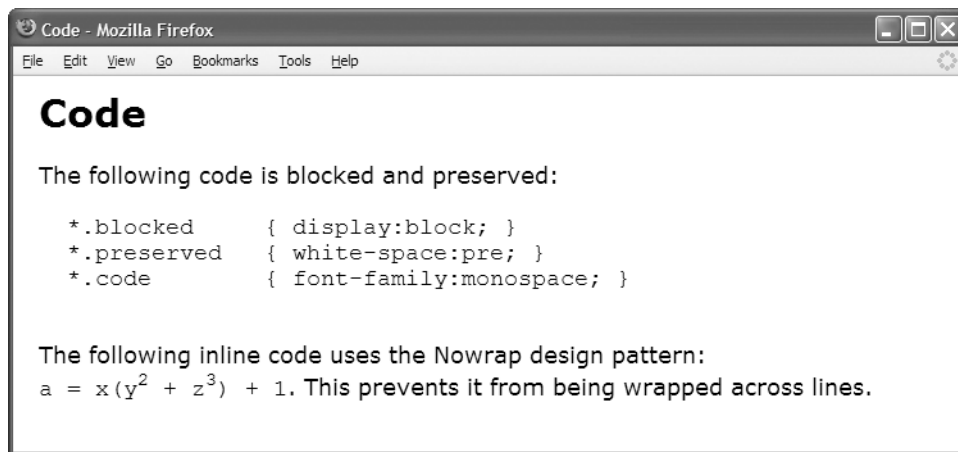 Code - Mozilla Firefox
File Edit View Go Bookmarks Tools Help
Code
The following code is blocked and preserved:
*.blocked     { display:block; }
*.preserved   { white-space:pre; }
*.code        { font-family:monospace; }
The following inline code uses the Nowrap design pattern:
a = x(y² + z³) + 1. This prevents it from being wrapped across lines.